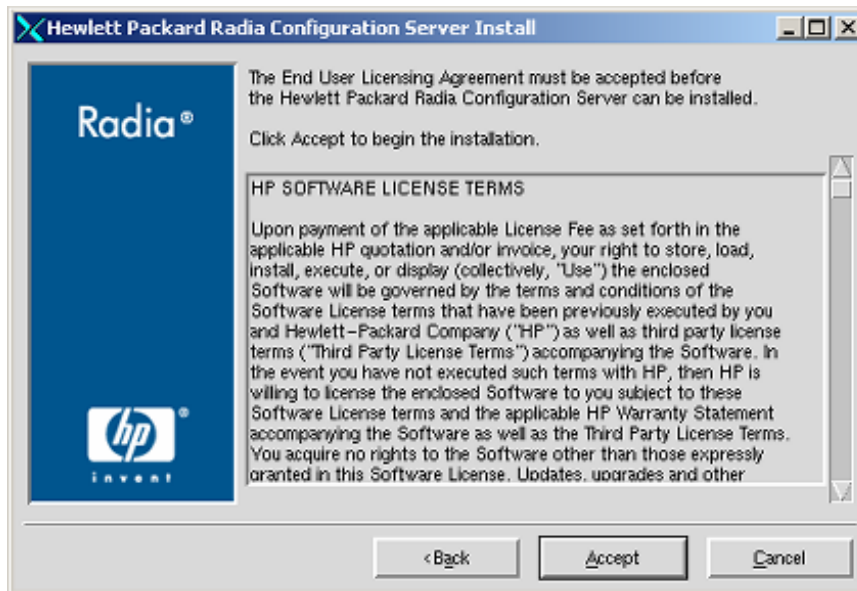 Hewlett Packard Radia Configuration Server Install
Radia®
The End User Licensing Agreement must be accepted before
the Hewlett Packard Radia Configuration Server can be installed.
Click Accept to begin the installation.
HP SOFTWARE LICENSE TERMS
Upon payment of the applicable License Fee as set forth in the
applicable HP quotation and/or invoice, your right to store, load,
install, execute, or display (collectively, "Use") the enclosed
Software will be governed by the terms and conditions of the
Software License terms that have been previously executed by you
and Hewlett-Packard Company ("HP") as well as third party license
terms ("Third Party License Terms") accompanying the Software. In
the event you have not executed such terms with HP, then HP is
willing to license the enclosed Software to you subject to these
Software License terms and the applicable HP Warranty Statement
accompanying the Software as well as the Third Party License Terms.
You acquire no rights to the Software other than those expressly
granted in this Software License. Updates, upgrades and other
hp®
invent
<Back
Accept
Cancel